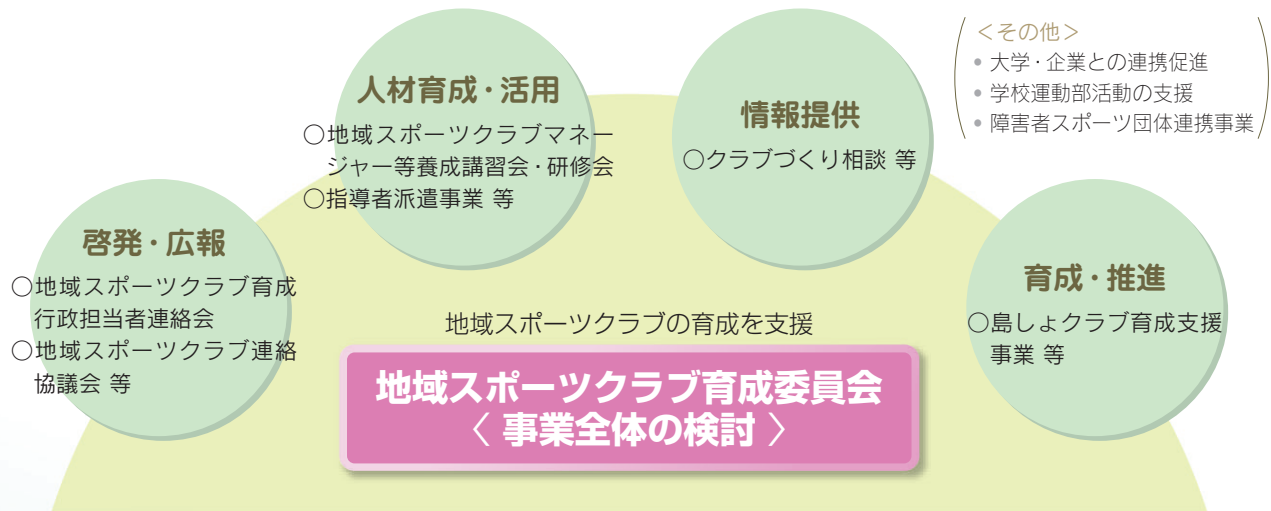 啓発・広報
○地域スポーツクラブ育成
行政担当者連絡会
○地域スポーツクラブ連絡
協議会 等
人材育成・活用
○地域スポーツクラブマネー
ジャー等養成講習会・研修会
○指導者派遣事業 等
情報提供
○クラブづくり相談 等
育成・推進
○島しょクラブ育成支援
事業 等
＜その他＞
• 大学・企業との連携促進
• 学校運動部活動の支援
• 障害者スポーツ団体連携事業
地域スポーツクラブの育成を支援
地域スポーツクラブ育成委員会
〈 事業全体の検討 〉